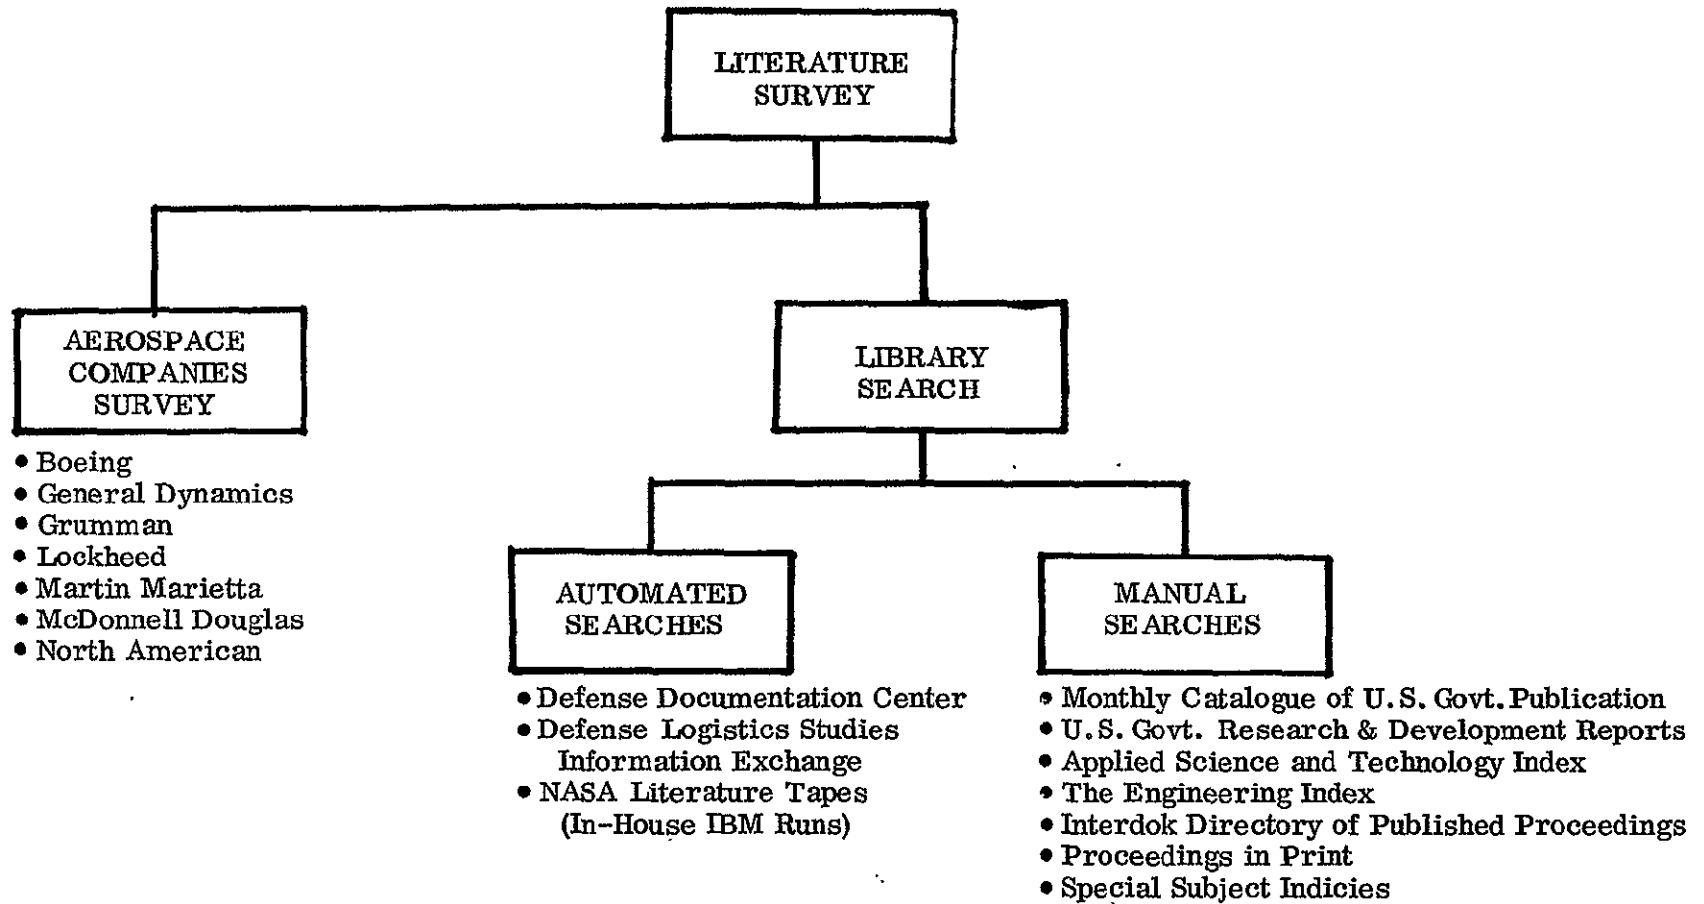 LITERATURE
SURVEY
AEROSPACE
COMPANIES
SURVEY
• Boeing
• General Dynamics
• Grumman
• Lockheed
• Martin Marietta
• McDonnell Douglas
• North American
LIBRARY
SEARCH
AUTOMATED
SEARCHES
• Defense Documentation Center
• Defense Logistics Studies
Information Exchange
• NASA Literature Tapes
(In-House IBM Runs)
MANUAL
SEARCHES
• Monthly Catalogue of U.S. Govt. Publication
• U.S. Govt. Research & Development Reports
• Applied Science and Technology Index
• The Engineering Index
• Interdok Directory of Published Proceedings
• Proceedings in Print
• Special Subject Indicies